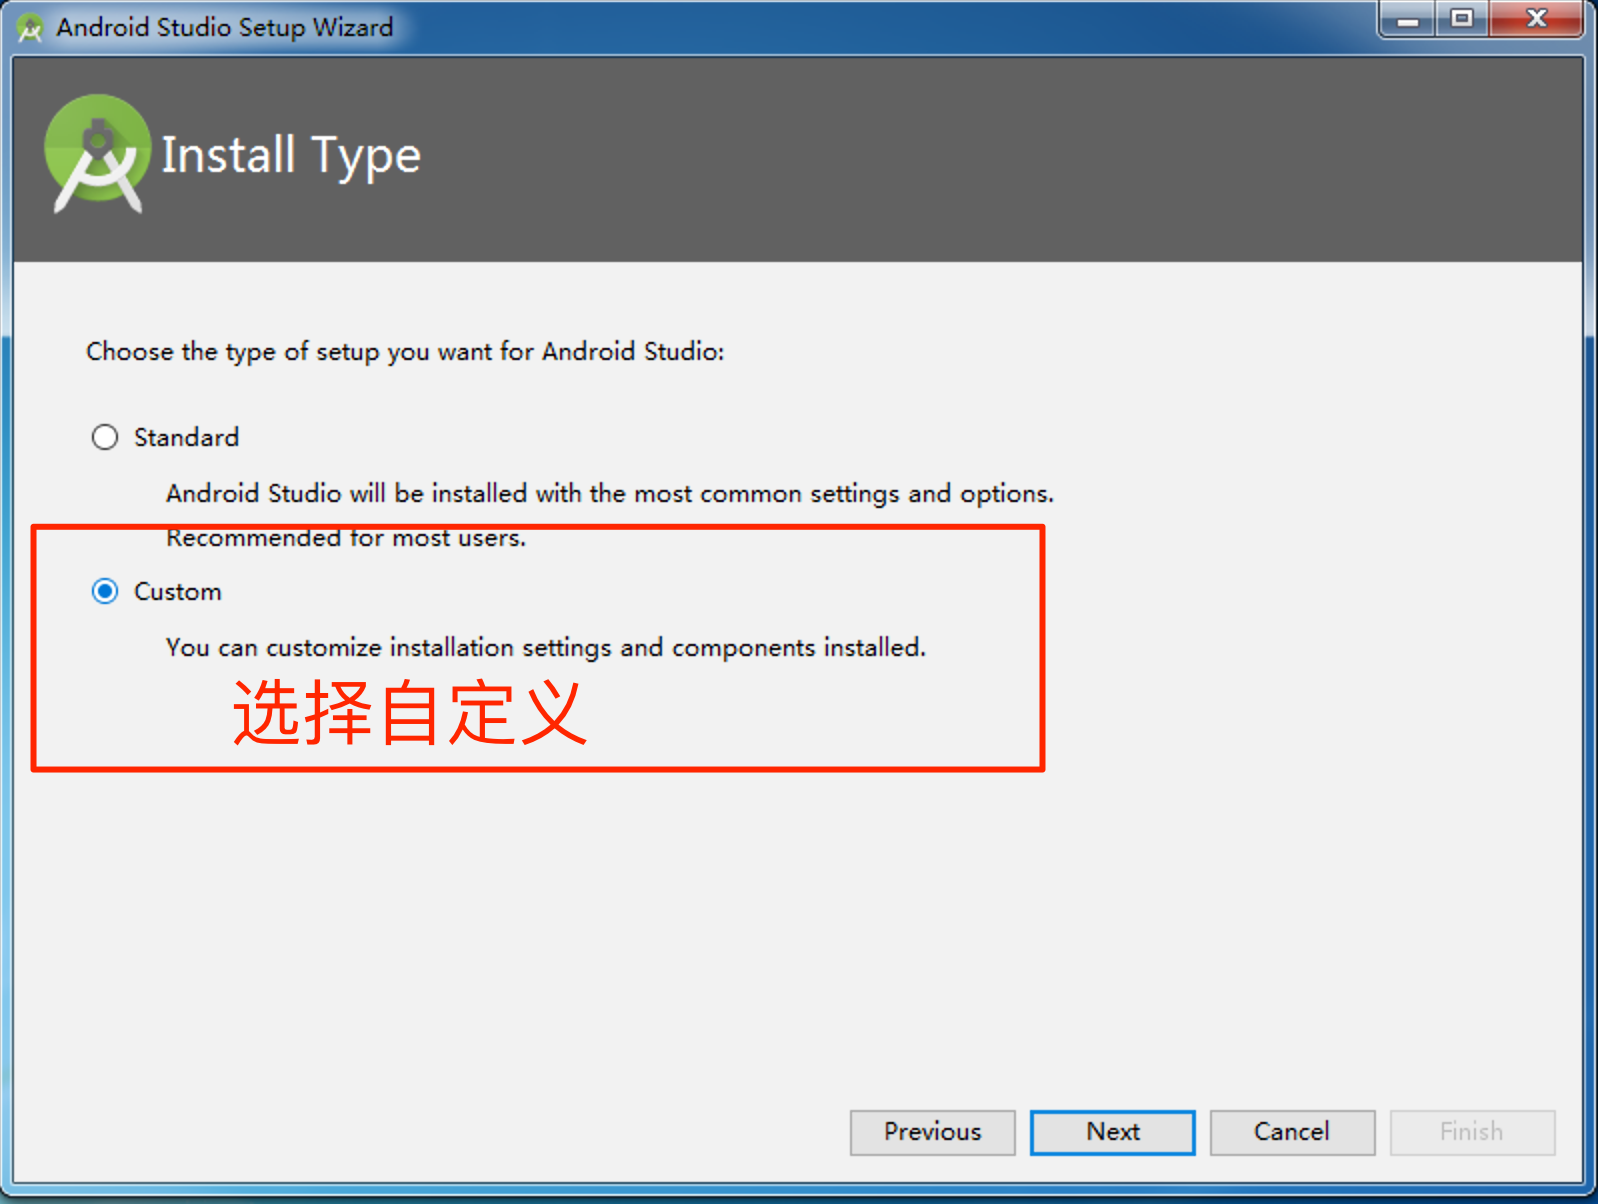 Android Studio Setup Wizard
Install Type
Choose the type of setup you want for Android Studio:
Standard
Android Studio will be installed with the most common settings and options.
Recommended for most users.
Custom
You can customize installation settings and components installed.
选择自定义
Previous
Next
Cancel
Finish